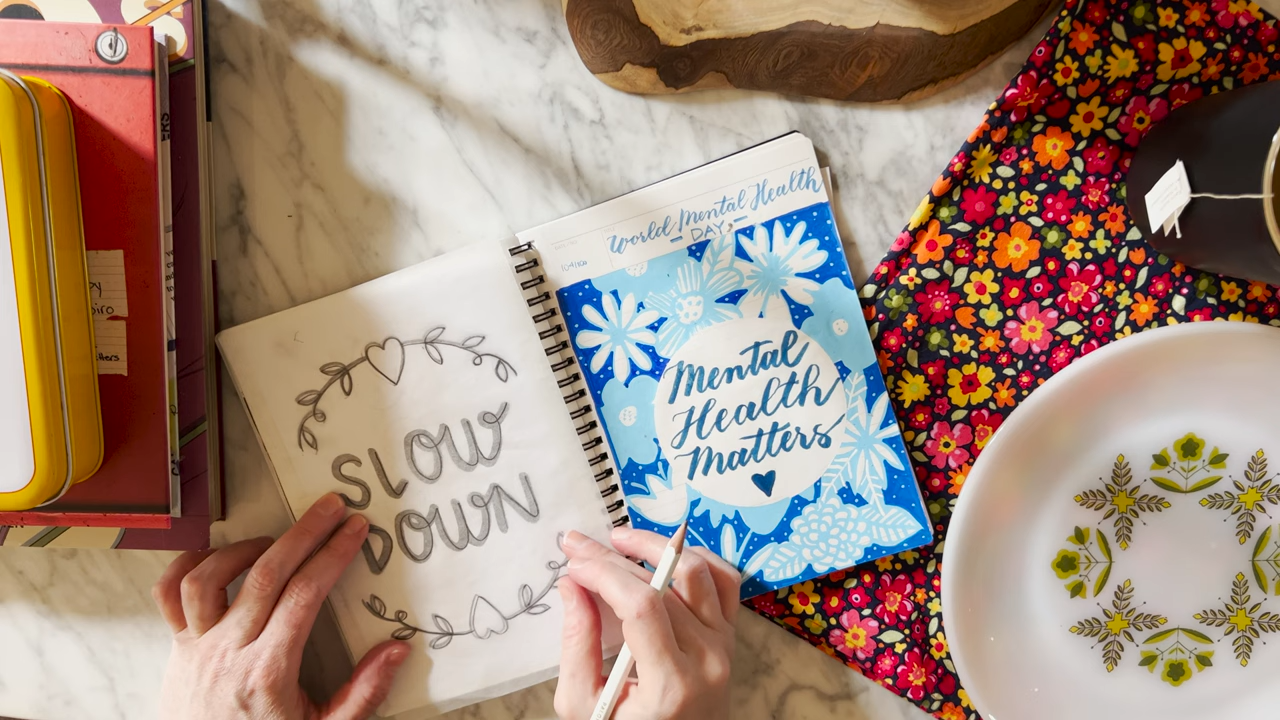 SLOW
DOWN
World Mental Health
- DAY -
Mental
Health
Matters